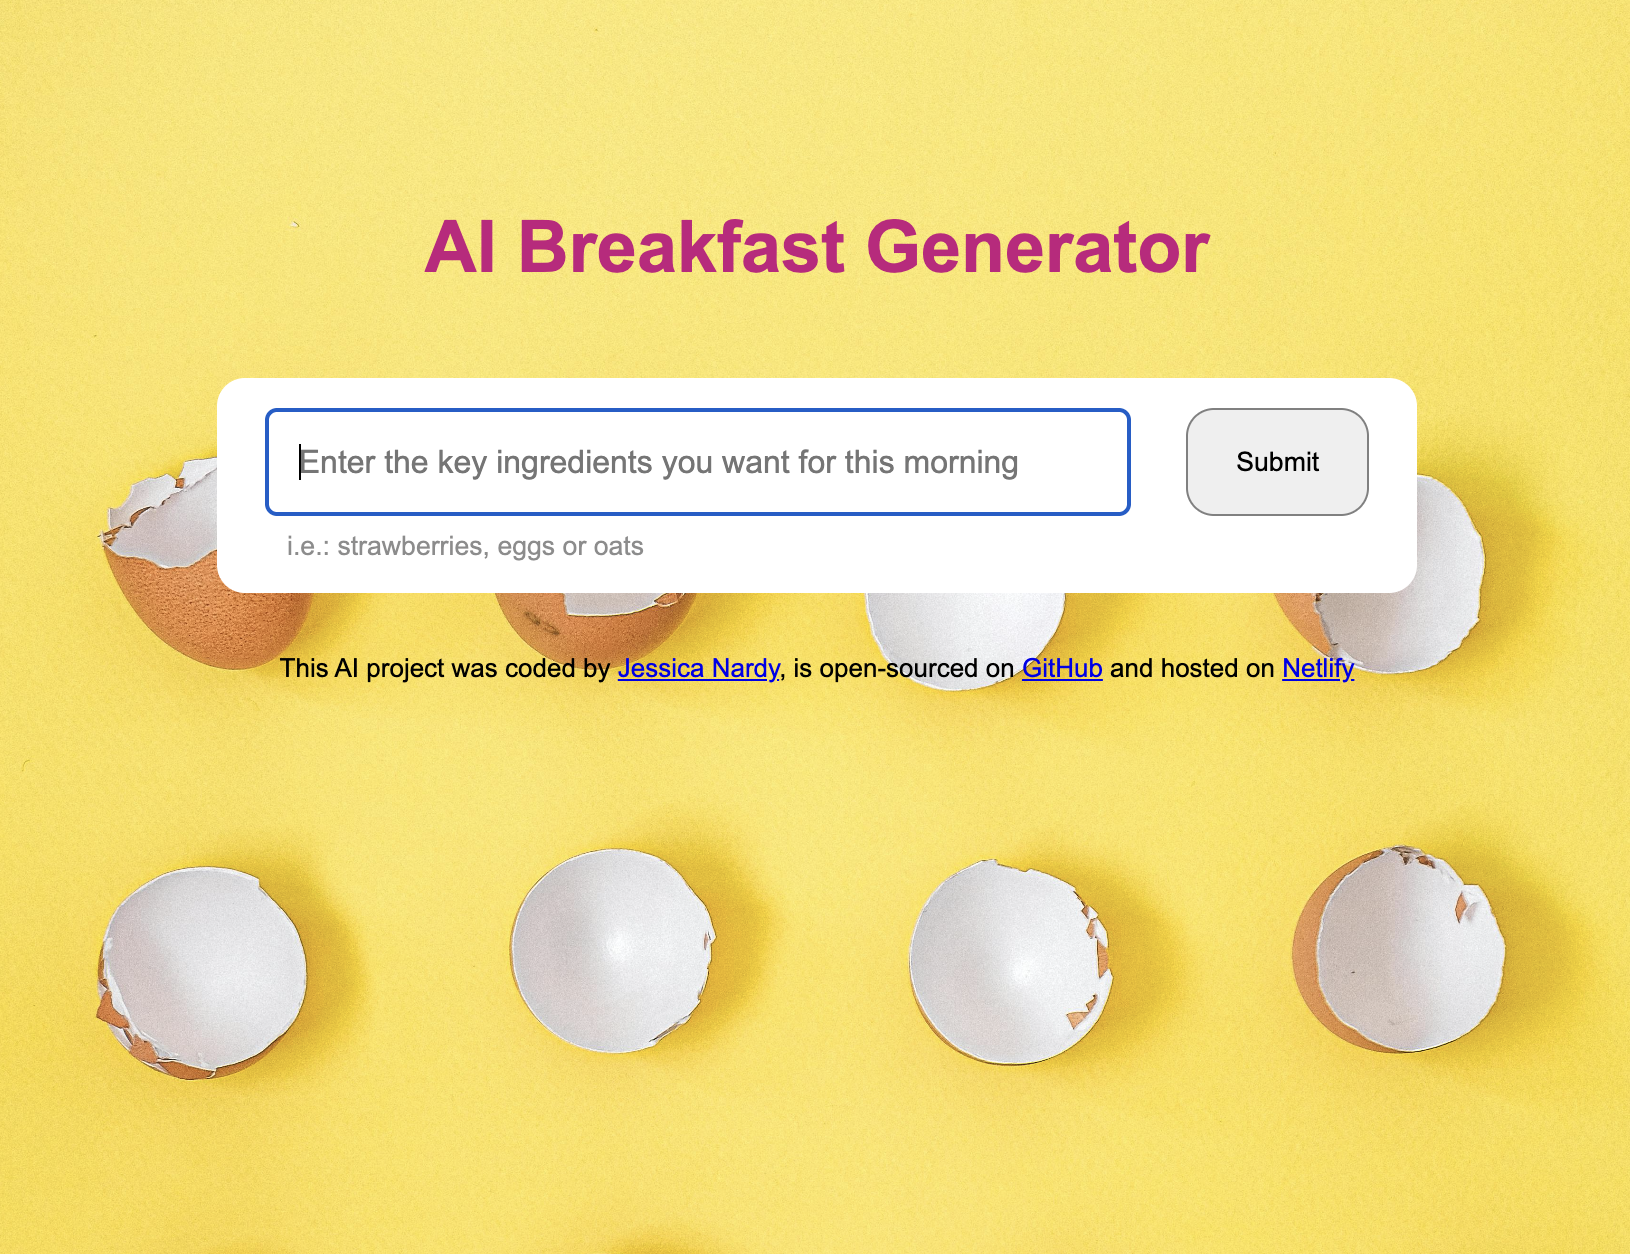 AI Breakfast Generator
Enter the key ingredients you want for this morning
Submit
i.e.: strawberries, eggs or oats
This AI project was coded by Jessica Nardy, is open-sourced on GitHub and hosted on Netlify